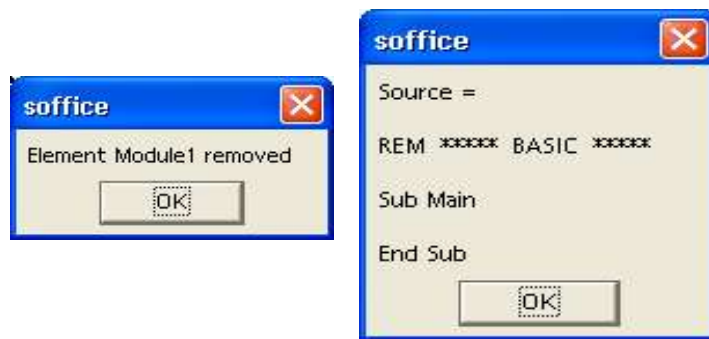 soffice
Element Module1 removed
OK
soffice
Source =
REM ***** BASIC *****
Sub Main
End Sub
OK